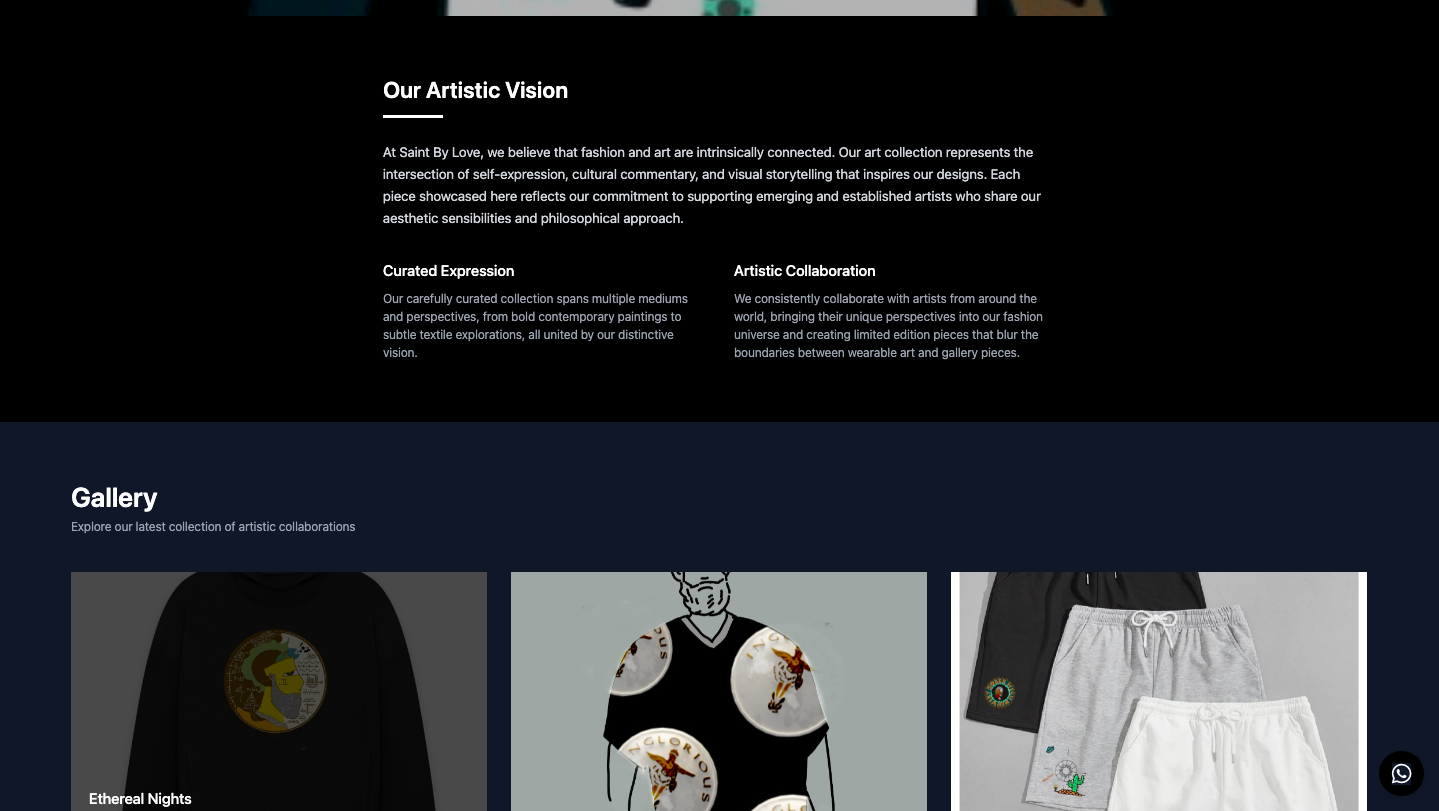 Our Artistic Vision
At Saint By Love, we believe that fashion and art are intrinsically connected. Our art collection represents the
intersection of self-expression, cultural commentary, and visual storytelling that inspires our designs. Each
piece showcased here reflects our commitment to supporting emerging and established artists who share our
aesthetic sensibilities and philosophical approach.
Curated Expression
Our carefully curated collection spans multiple mediums
and perspectives, from bold contemporary paintings to
subtle textile explorations, all united by our distinctive
vision.
Artistic Collaboration
We consistently collaborate with artists from around the
world, bringing their unique perspectives into our fashion
universe and creating limited edition pieces that blur the
boundaries between wearable art and gallery pieces.
Gallery
Explore our latest collection of artistic collaborations
Ethereal Nights
INGLORIOUS